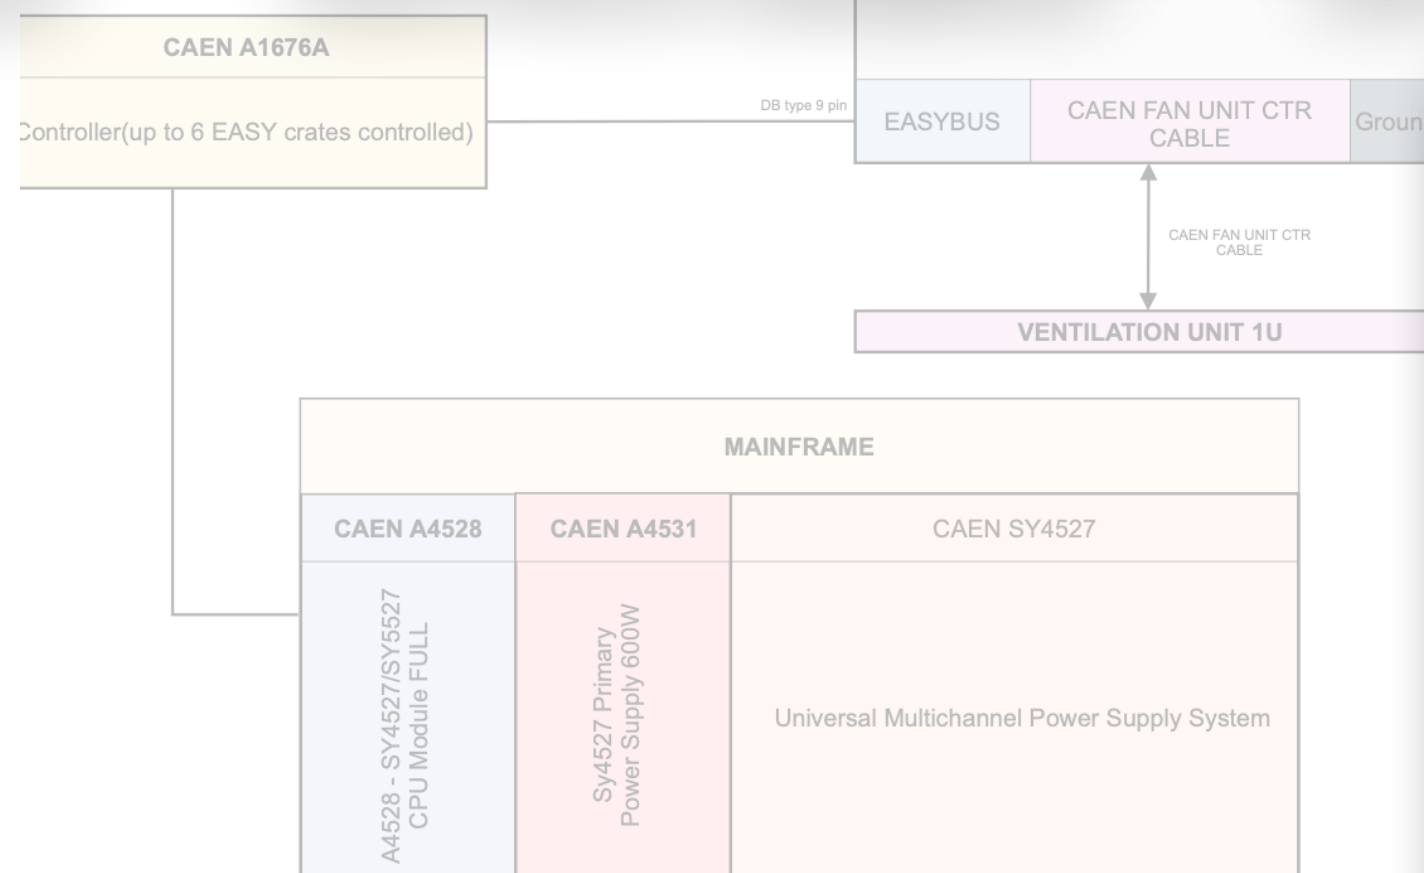 CAEN A1676A
Controller(up to 6 EASY crates controlled)
DB type 9 pin
EASYBUS
CAEN FAN UNIT CTR
CABLE
CAEN FAN UNIT CTR
CABLE
VENTILATION UNIT 1U
MAINFRAME
CAEN A4528
CAEN A4531
CAEN SY4527
A4528 - SY4527/SY5527
CPU Module FULL
Sy4527 Primary
Power Supply 600W
Universal Multichannel Power Supply System